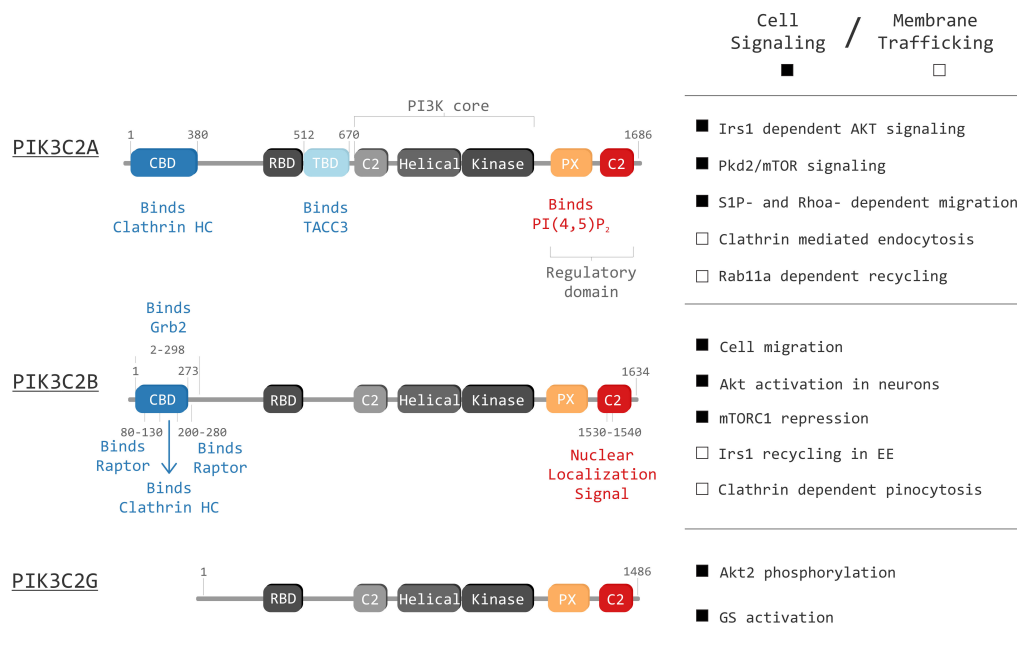 Cell Signaling / Membrane Trafficking
PI3K core
1 380 512 670 1686
PIK3C2A
CBD RBD TBD C2 Helical Kinase PX C2
Binds Clathrin HC
Binds TACC3
Binds PI(4,5)P₂
Regulatory domain
Irs1 dependent AKT signaling
Pkd2/mTOR signaling
S1P- and Rhoa- dependent migration
Clathrin mediated endocytosis
Rab11a dependent recycling
Binds Grb2
2-298
1 273 1634
PIK3C2B
CBD RBD C2 Helical Kinase PX C2
80-130 200-280 1530-1540
Binds Raptor
Binds Raptor
Binds Clathrin HC
Nuclear Localization Signal
Cell migration
Akt activation in neurons
mTORC1 repression
Irs1 recycling in EE
Clathrin dependent pinocytosis
1 1486
PIK3C2G
RBD C2 Helical Kinase PX C2
Akt2 phosphorylation
GS activation